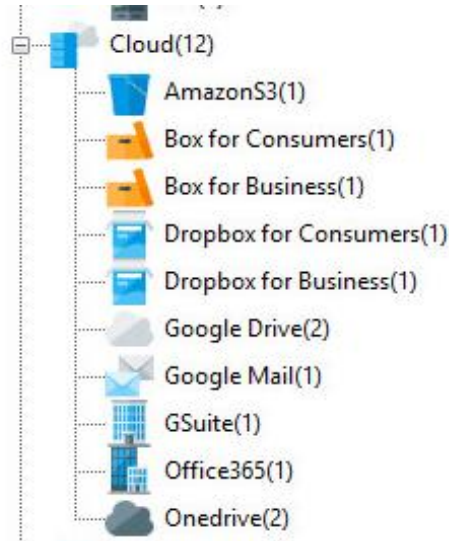 Cloud(12)
AmazonS3(1)
Box for Consumers(1)
Box for Business(1)
Dropbox for Consumers(1)
Dropbox for Business(1)
Google Drive(2)
Google Mail(1)
GSuite(1)
Office365(1)
Onedrive(2)